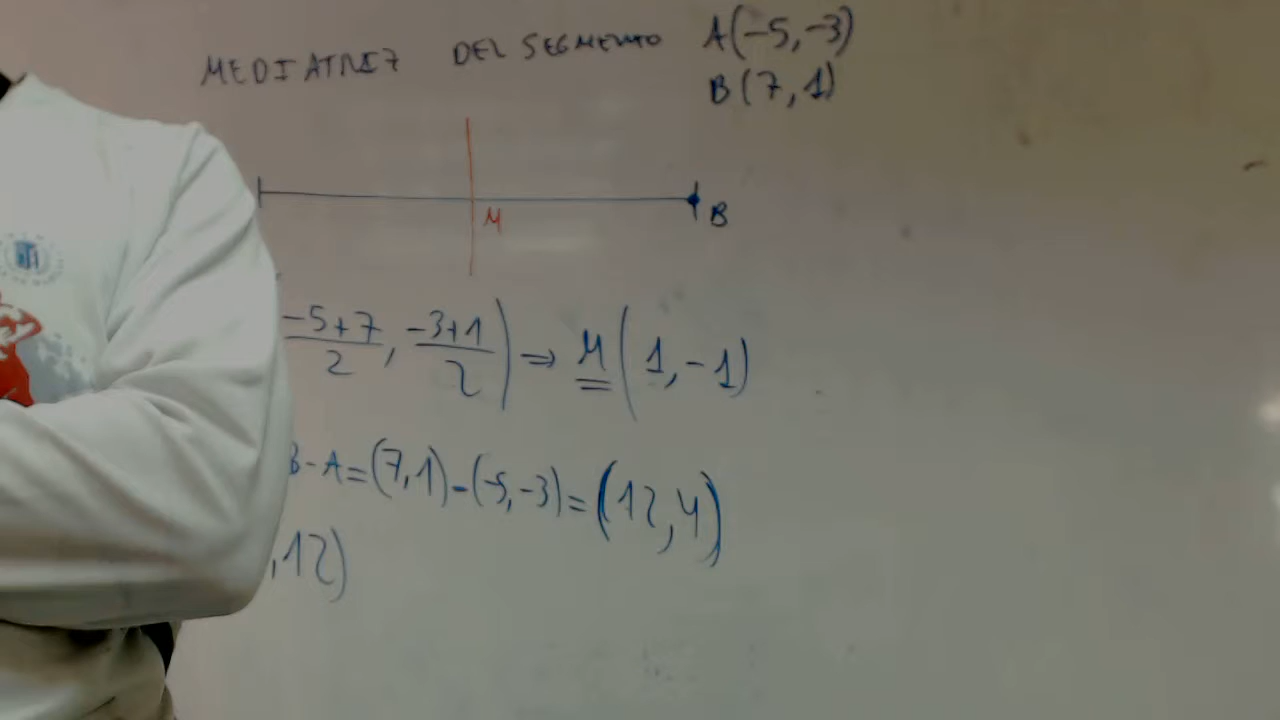 MEDIATRIZ DEL SEGMENTO A(-5,-3)
B(7,1)
M
B
-5+7/2, -3+1/2) ⇒ M(1,-1)
B-A=(7,1)-(-5,-3)=(12,4)
,12)